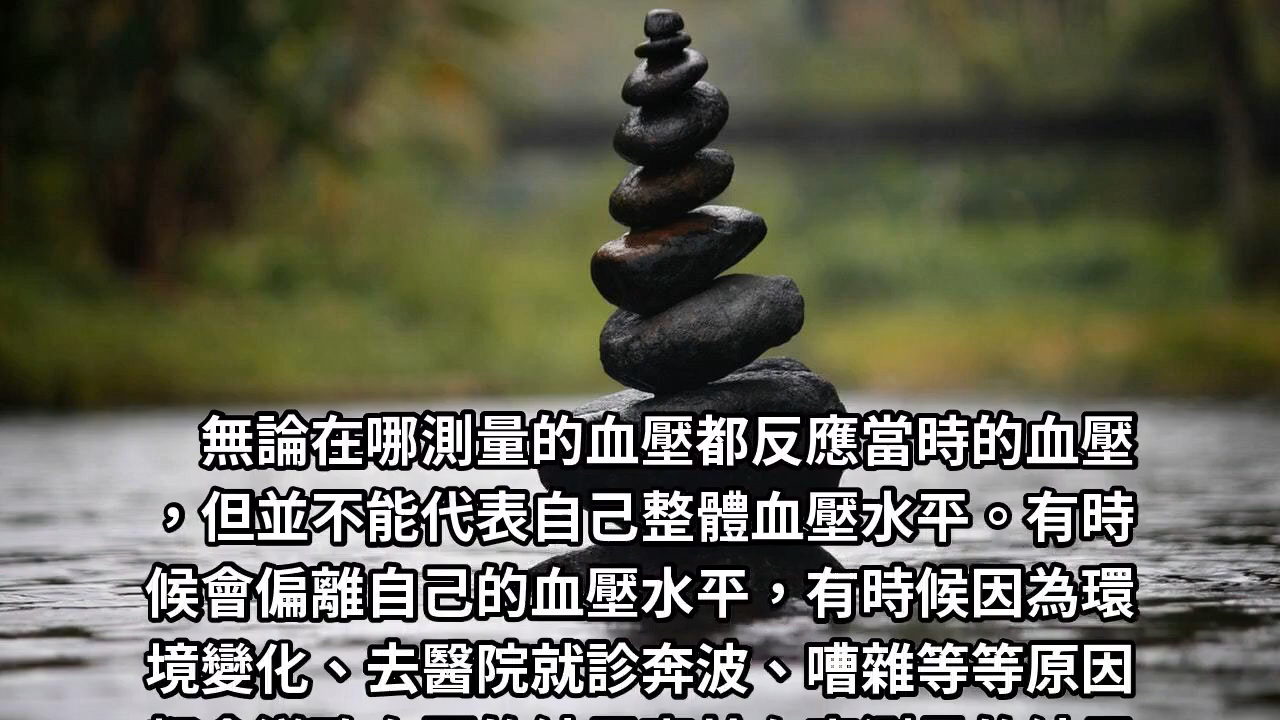 無論在哪測量的血壓都反應當時的血壓
，但並不能代表自己整體血壓水平。有時
候會偏離自己的血壓水平，有時候因為環
境變化、去醫院就診奔波、嘈雜等等原因